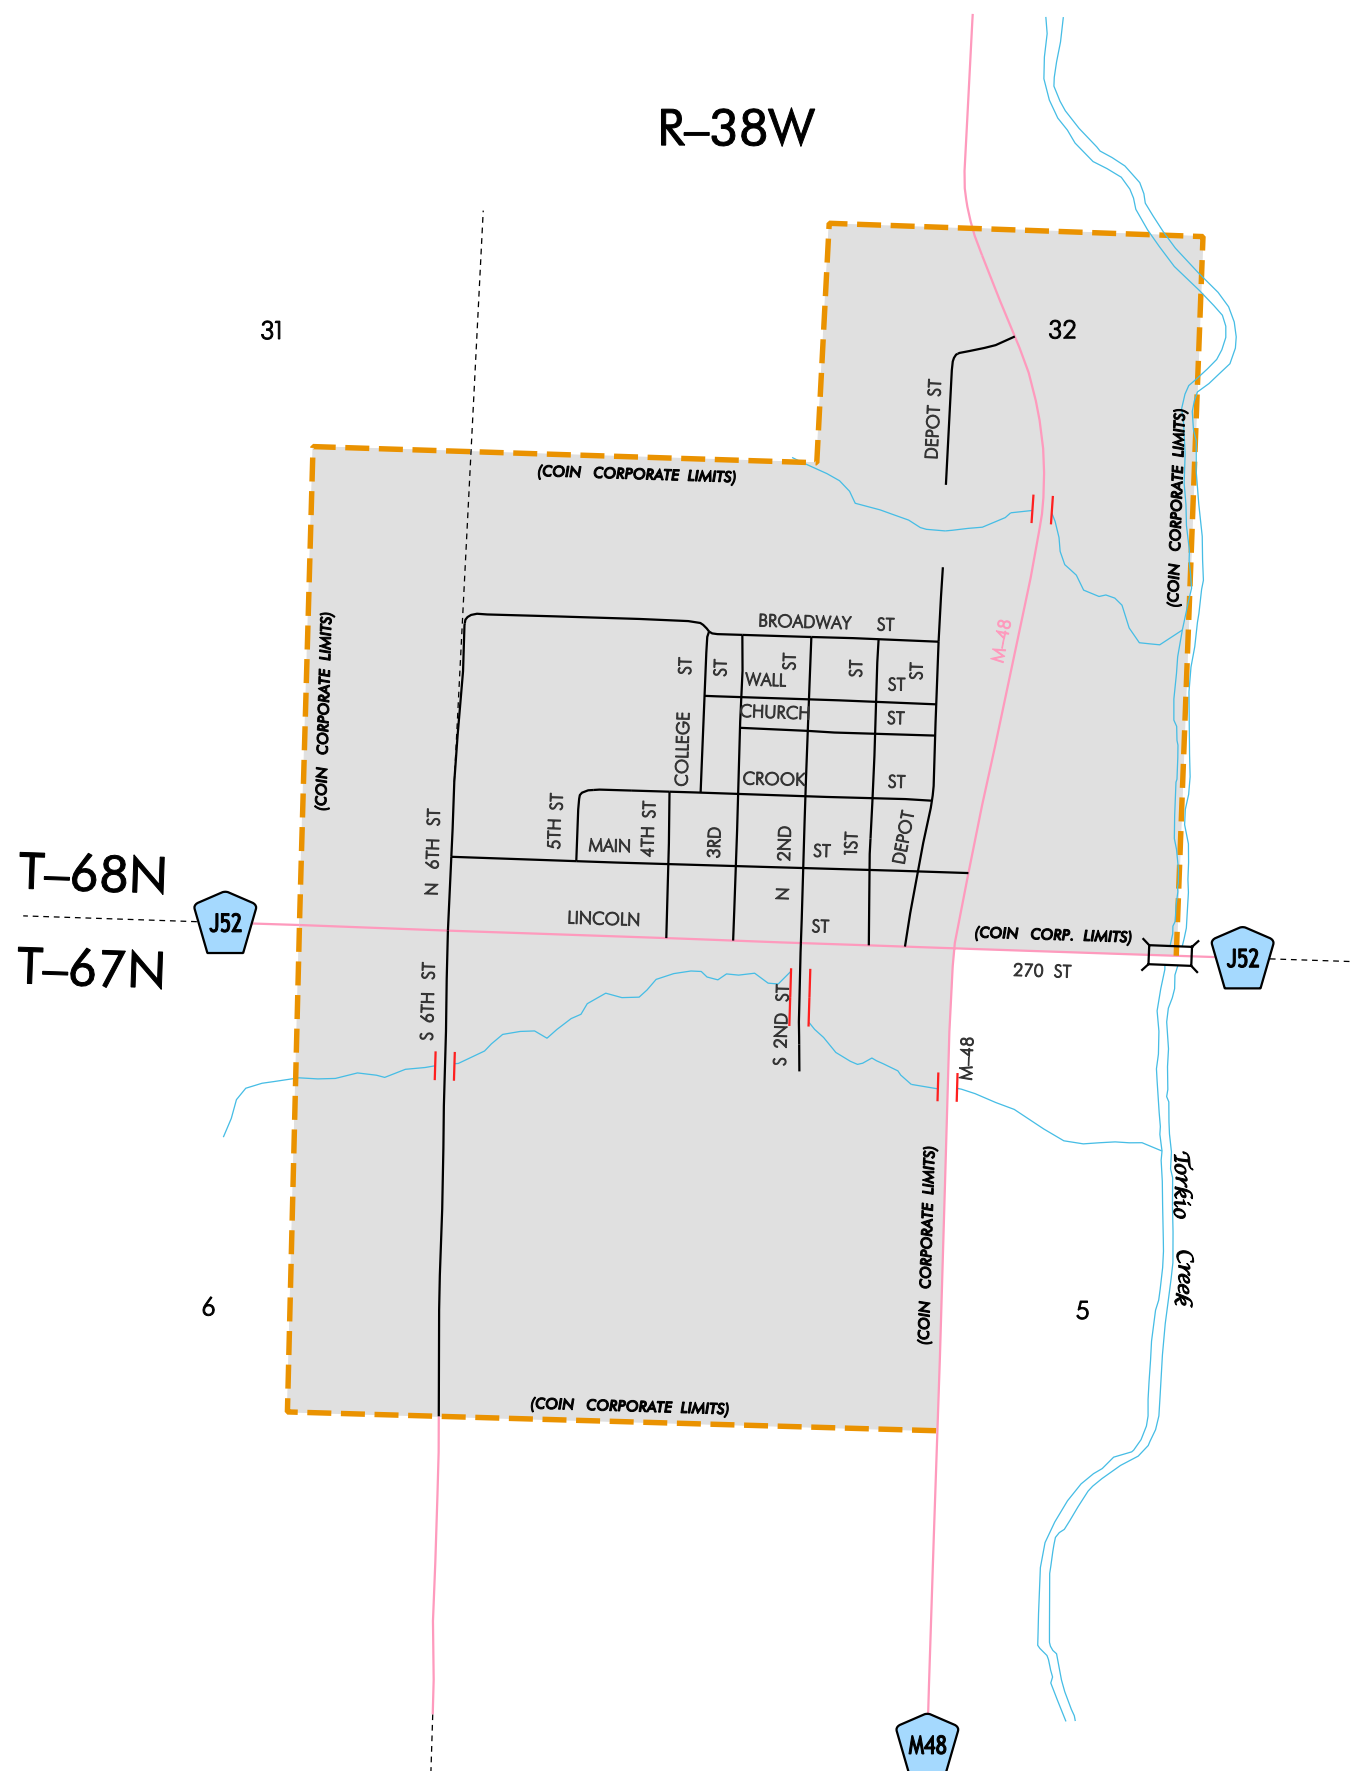 R–38W
31
32
DEPOT ST
(COIN CORPORATE LIMITS)
(COIN CORPORATE LIMITS)
(COIN CORPORATE LIMITS)
BROADWAY ST
M–48
ST
ST
ST
ST
ST
WALL ST
CHURCH ST
COLLEGE
CROOK ST
5TH ST
4TH ST
3RD
2ND
1ST
DEPOT
MAIN ST
N 6TH ST
N
T–68N
J52
LINCOLN ST
(COIN CORP. LIMITS)
T–67N
270 ST
J52
S 6TH ST
S 2ND ST
M–48
Tarkio Creek
(COIN CORPORATE LIMITS)
6
5
(COIN CORPORATE LIMITS)
M48